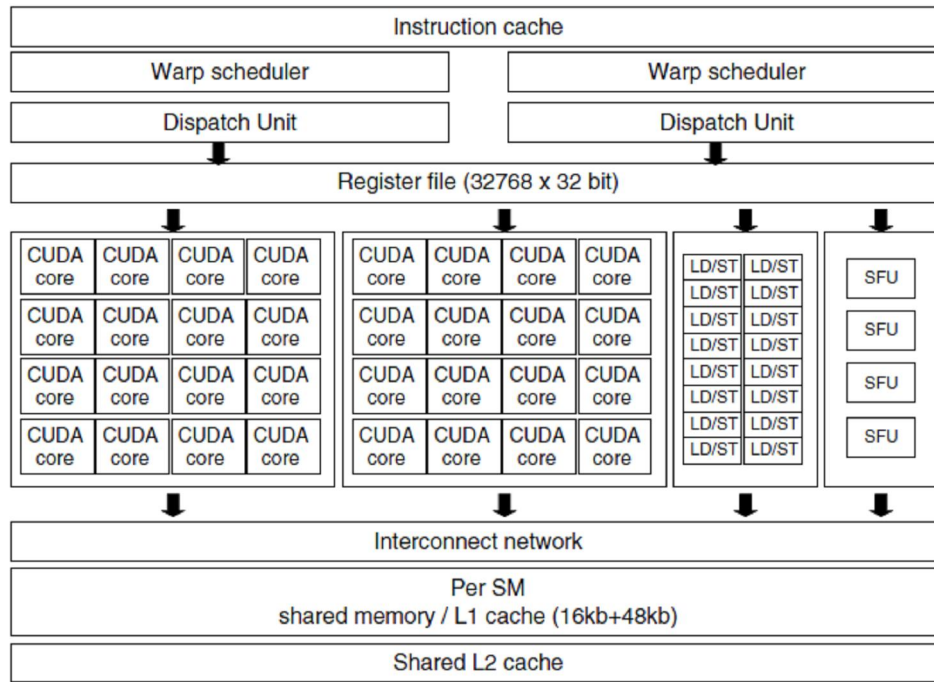 Instruction cache
Warp scheduler Warp scheduler
Dispatch Unit Dispatch Unit
Register file (32768 x 32 bit)
CUDA CUDA CUDA CUDA CUDA CUDA CUDA CUDA
core core core core core core core core
CUDA CUDA CUDA CUDA CUDA CUDA CUDA CUDA
core core core core core core core core
CUDA CUDA CUDA CUDA CUDA CUDA CUDA CUDA
core core core core core core core core
CUDA CUDA CUDA CUDA CUDA CUDA CUDA CUDA
core core core core core core core core
LD/ST LD/ST
LD/ST LD/ST
LD/ST LD/ST
LD/ST LD/ST
LD/ST LD/ST
LD/ST LD/ST
LD/ST LD/ST
LD/ST LD/ST
SFU
SFU
SFU
SFU
Interconnect network
Per SM
shared memory / L1 cache (16kb+48kb)
Shared L2 cache